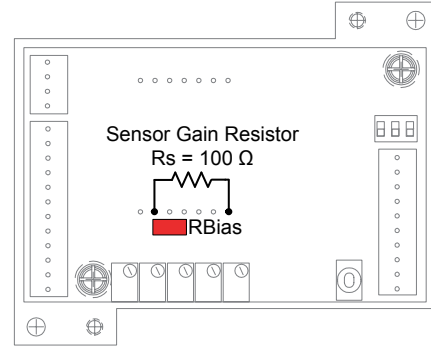 Sensor Gain Resistor
Rs = 100 Ω
RBias